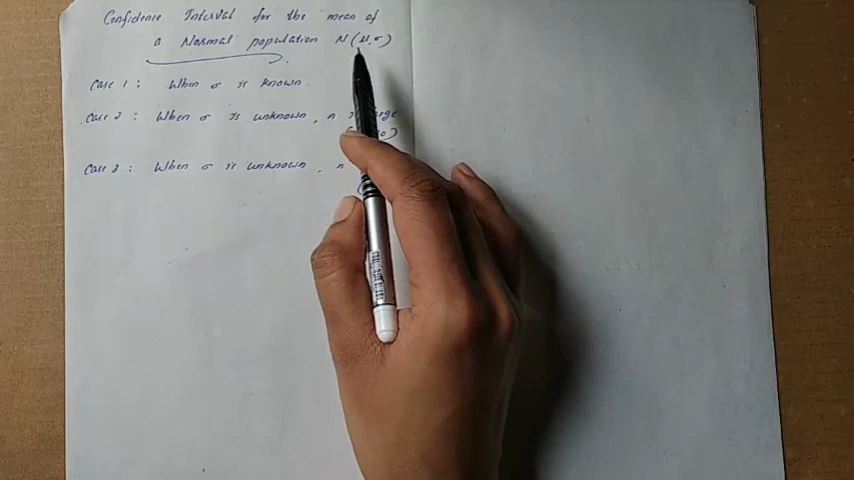 Confidence Interval for the mean of
a Normal population N(μ,σ)
Case 1 : When σ is known.
Case 2 : When σ is unknown, n
Case 3 : When σ is unknown, n